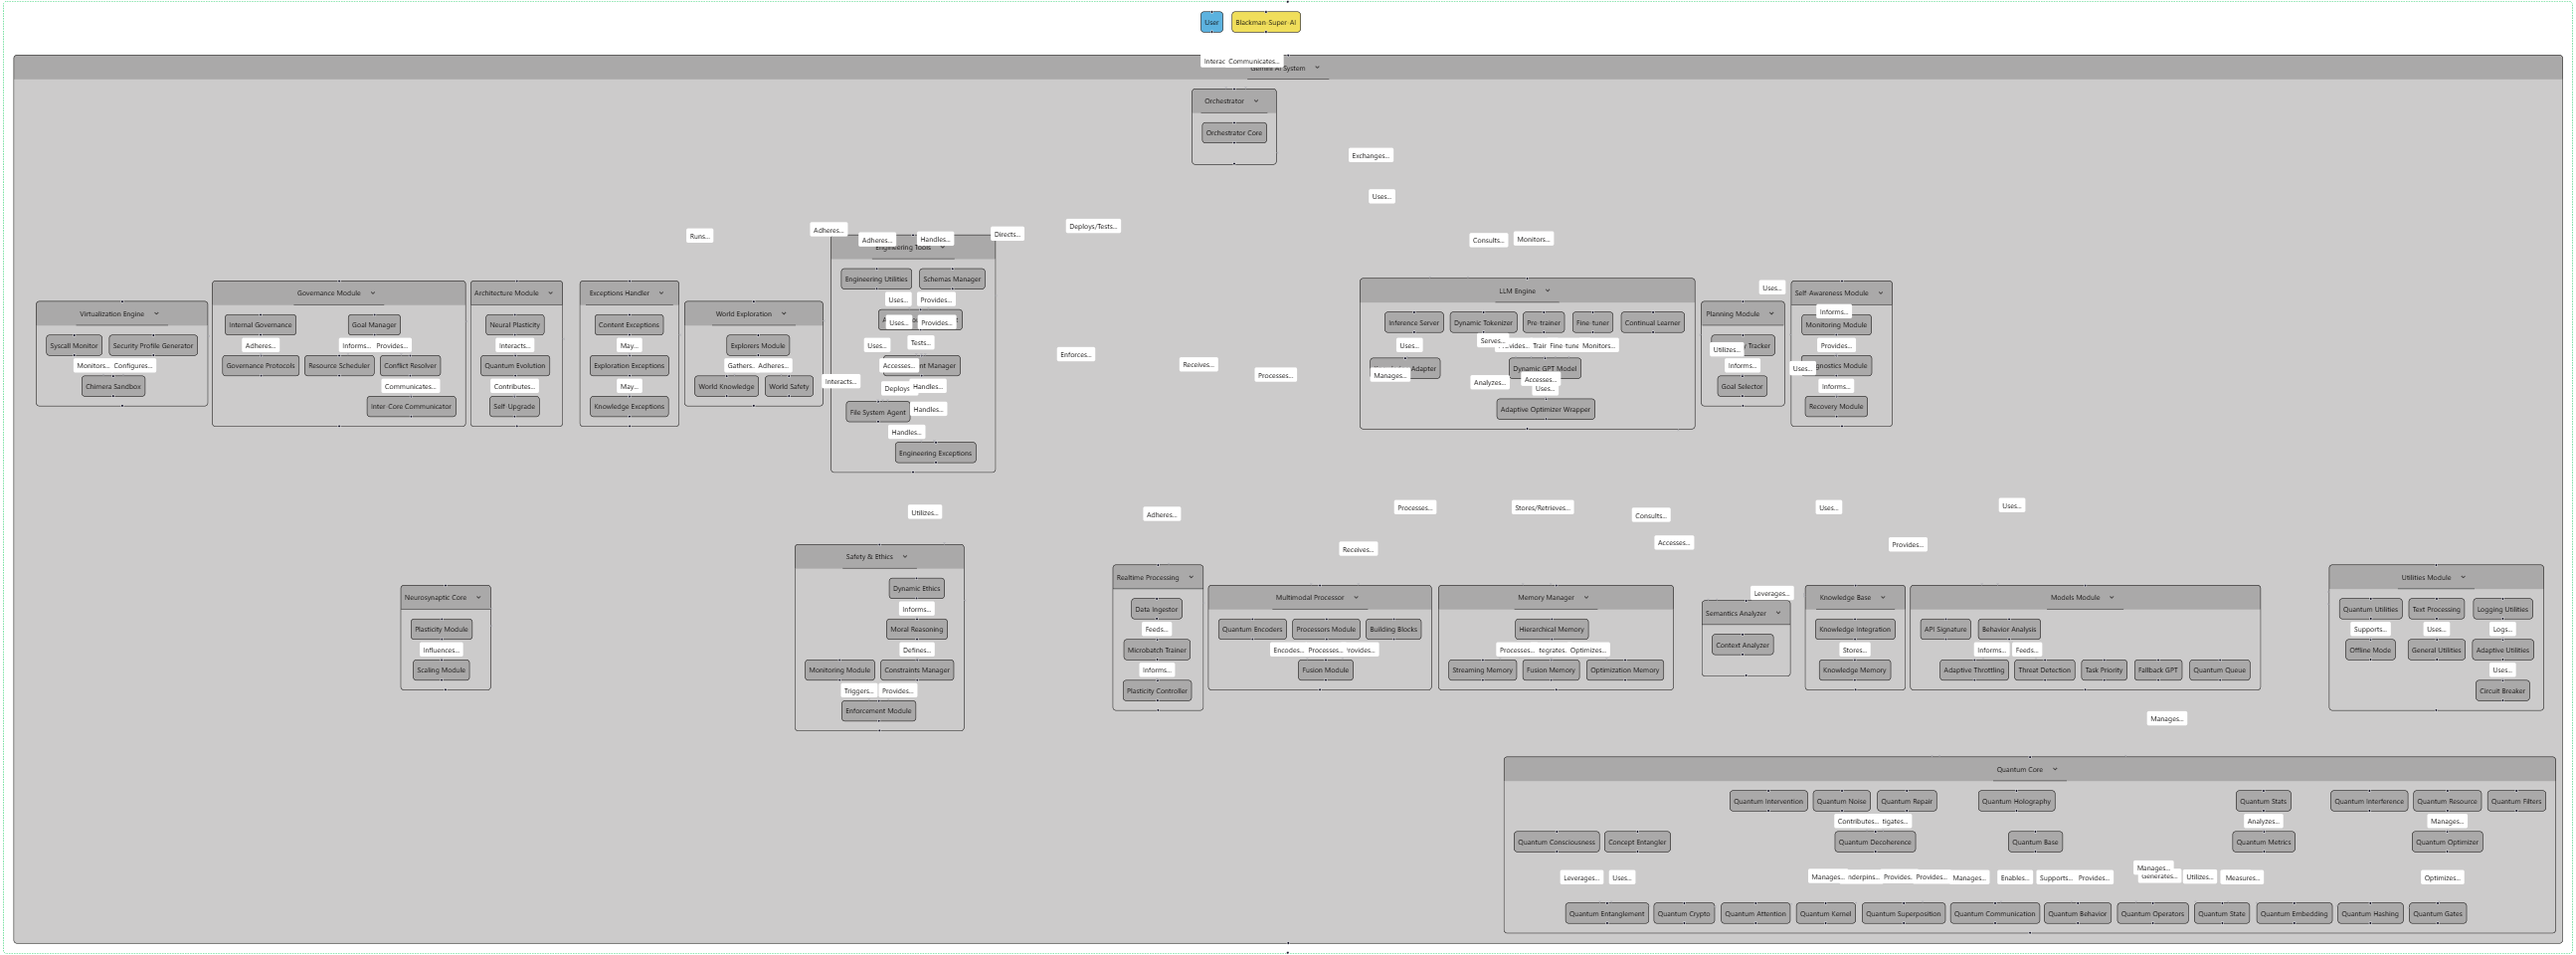 User
Blackman-Super-AI
Interac
Communicates...
Gemini AI System
Orchestrator
Orchestrator Core
Exchanges...
Uses...
Deploys/Tests...
Directs...
Adheres...
Adheres...
Handles...
Runs...
Consults...
Monitors...
Engineering Tools
Engineering Utilities
Schemas Manager
Uses...
Provides...
Uses...
Provides...
Uses...
Tests...
Accesses...
nt Manager
Deploys
Handles...
File System Agent
Handles...
Handles...
Engineering Exceptions
Virtualization Engine
Syscall Monitor
Security Profile Generator
Monitors...
Configures...
Chimera Sandbox
Governance Module
Internal Governance
Goal Manager
Adheres...
Informs...
Provides...
Governance Protocols
Resource Scheduler
Conflict Resolver
Communicates...
Inter-Core Communicator
Architecture Module
Neural Plasticity
Interacts...
Quantum Evolution
Contributes...
Self-Upgrade
Exceptions Handler
Content Exceptions
May...
Exploration Exceptions
May...
Knowledge Exceptions
World Exploration
Explorers Module
Gathers...
Adheres...
World Knowledge
World Safety
Interacts...
Enforces...
Receives...
Processes...
LLM Engine
Inference Server
Dynamic Tokenizer
Pre-trainer
Fine-tuner
Continual Learner
Uses...
Serves...
Train
Fine-tune
Monitors...
Adapter
Dynamic GPT Model
Manages...
Analyzes...
Accesses...
Uses...
Adaptive Optimizer Wrapper
Uses...
Planning Module
Tracker
Utilizes...
Informs...
Goal Selector
Self-Awareness Module
Informs...
Monitoring Module
Provides...
Uses...
gnostics Module
Informs...
Recovery Module
Utilizes...
Adheres...
Processes...
Stores/Retrieves...
Consults...
Uses...
Uses...
Receives...
Accesses...
Provides...
Leverages...
Neurosynaptic Core
Plasticity Module
Influences...
Scaling Module
Safety & Ethics
Dynamic Ethics
Informs...
Moral Reasoning
Defines...
Monitoring Module
Constraints Manager
Triggers...
Provides...
Enforcement Module
Realtime Processing
Data Ingestor
Feeds...
Microbatch Trainer
Informs...
Plasticity Controller
Multimodal Processor
Quantum Encoders
Processors Module
Building Blocks
Encodes...
Processes...
rovides...
Fusion Module
Memory Manager
Hierarchical Memory
Processes...
tegrates...
Optimizes...
Streaming Memory
Fusion Memory
Optimization Memory
Semantics Analyzer
Context Analyzer
Knowledge Base
Knowledge Integration
Stores...
Knowledge Memory
Models Module
API Signature
Behavior Analysis
Informs...
Feeds...
Adaptive Throttling
Threat Detection
Task Priority
Fallback GPT
Quantum Queue
Utilities Module
Quantum Utilities
Text Processing
Logging Utilities
Supports...
Uses...
Logs...
Offline Mode
General Utilities
Adaptive Utilities
Uses...
Circuit Breaker
Manages...
Quantum Core
Quantum Intervention
Quantum Noise
Quantum Repair
Quantum Holography
Quantum Stats
Quantum Interference
Quantum Resource
Quantum Filters
Contributes...
tigates...
Analyzes...
Manages...
Quantum Consciousness
Concept Entangler
Quantum Decoherence
Quantum Base
Quantum Metrics
Quantum Optimizer
Leverages...
Uses...
Manages...
nderpins...
Provides...
Provides...
Manages...
Enables...
Supports...
Provides...
Manages...
Generates...
Utilizes...
Measures...
Optimizes...
Quantum Entanglement
Quantum Crypto
Quantum Attention
Quantum Kernel
Quantum Superposition
Quantum Communication
Quantum Behavior
Quantum Operators
Quantum State
Quantum Embedding
Quantum Hashing
Quantum Gates